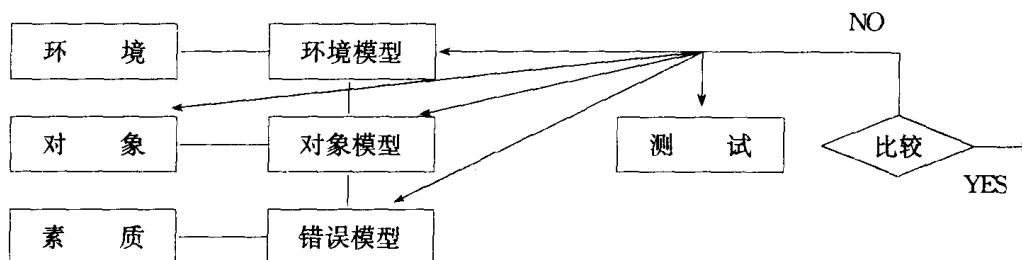 NO
环 境
环境模型
对 象
对象模型
测 试
比较
YES
素 质
错误模型